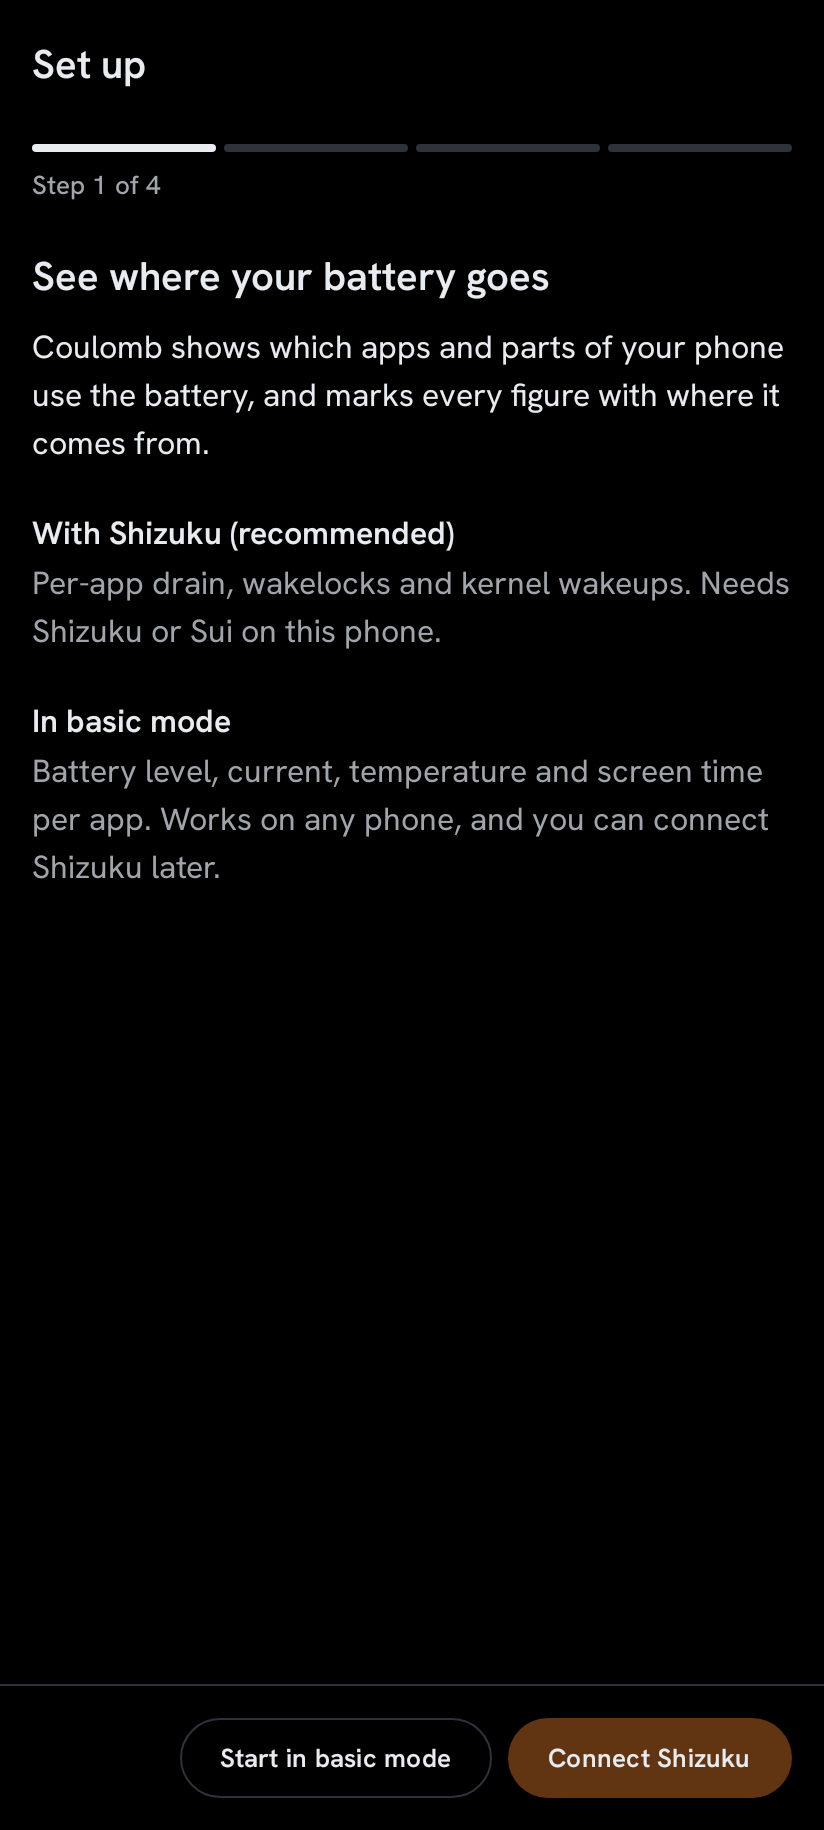 Set up
Step 1 of 4
See where your battery goes
Coulomb shows which apps and parts of your phone
use the battery, and marks every figure with where it
comes from.
With Shizuku (recommended)
Per-app drain, wakelocks and kernel wakeups. Needs
Shizuku or Sui on this phone.
In basic mode
Battery level, current, temperature and screen time
per app. Works on any phone, and you can connect
Shizuku later.
Start in basic mode
Connect Shizuku